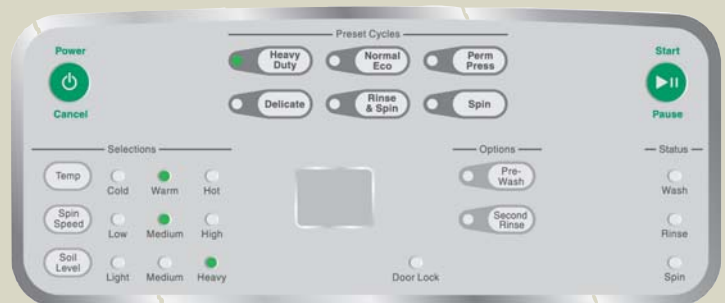 Preset Cycles
Power
Cancel
Heavy
Duty
Normal
Eco
Perm
Press
Delicate
Rinse
& Spin
Spin
Start
Pause
Selections
Temp
Cold Warm Hot
Spin
Speed
Low Medium High
Soil
Level
Light Medium Heavy
Options
Pre-
Wash
Second
Rinse
Door Lock
Status
Wash
Rinse
Spin